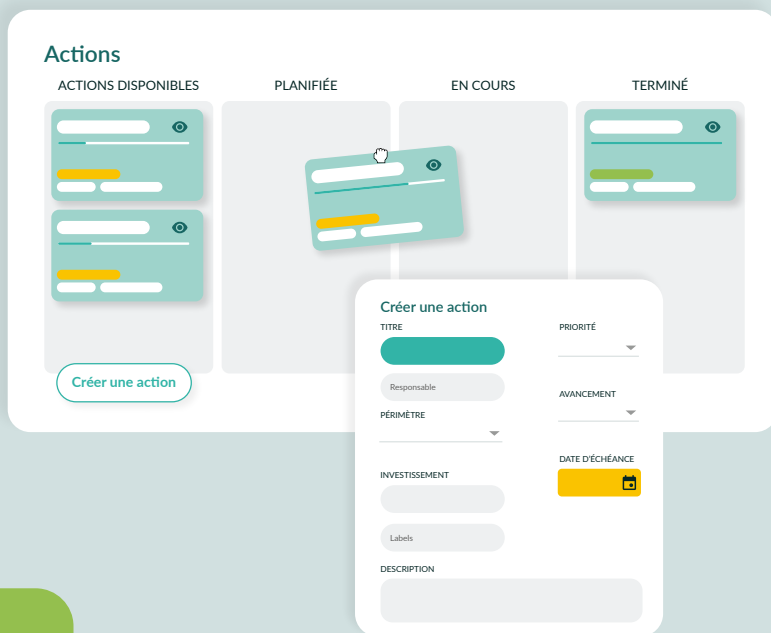 Actions
ACTIONS DISPONIBLES
PLANIFIÉE
EN COURS
TERMINÉ
Créer une action
Créer une action
TITRE
PRIORITÉ
Responsable
AVANCEMENT
PÉRIMÈTRE
DATE D'ÉCHÉANCE
INVESTISSEMENT
Labels
DESCRIPTION